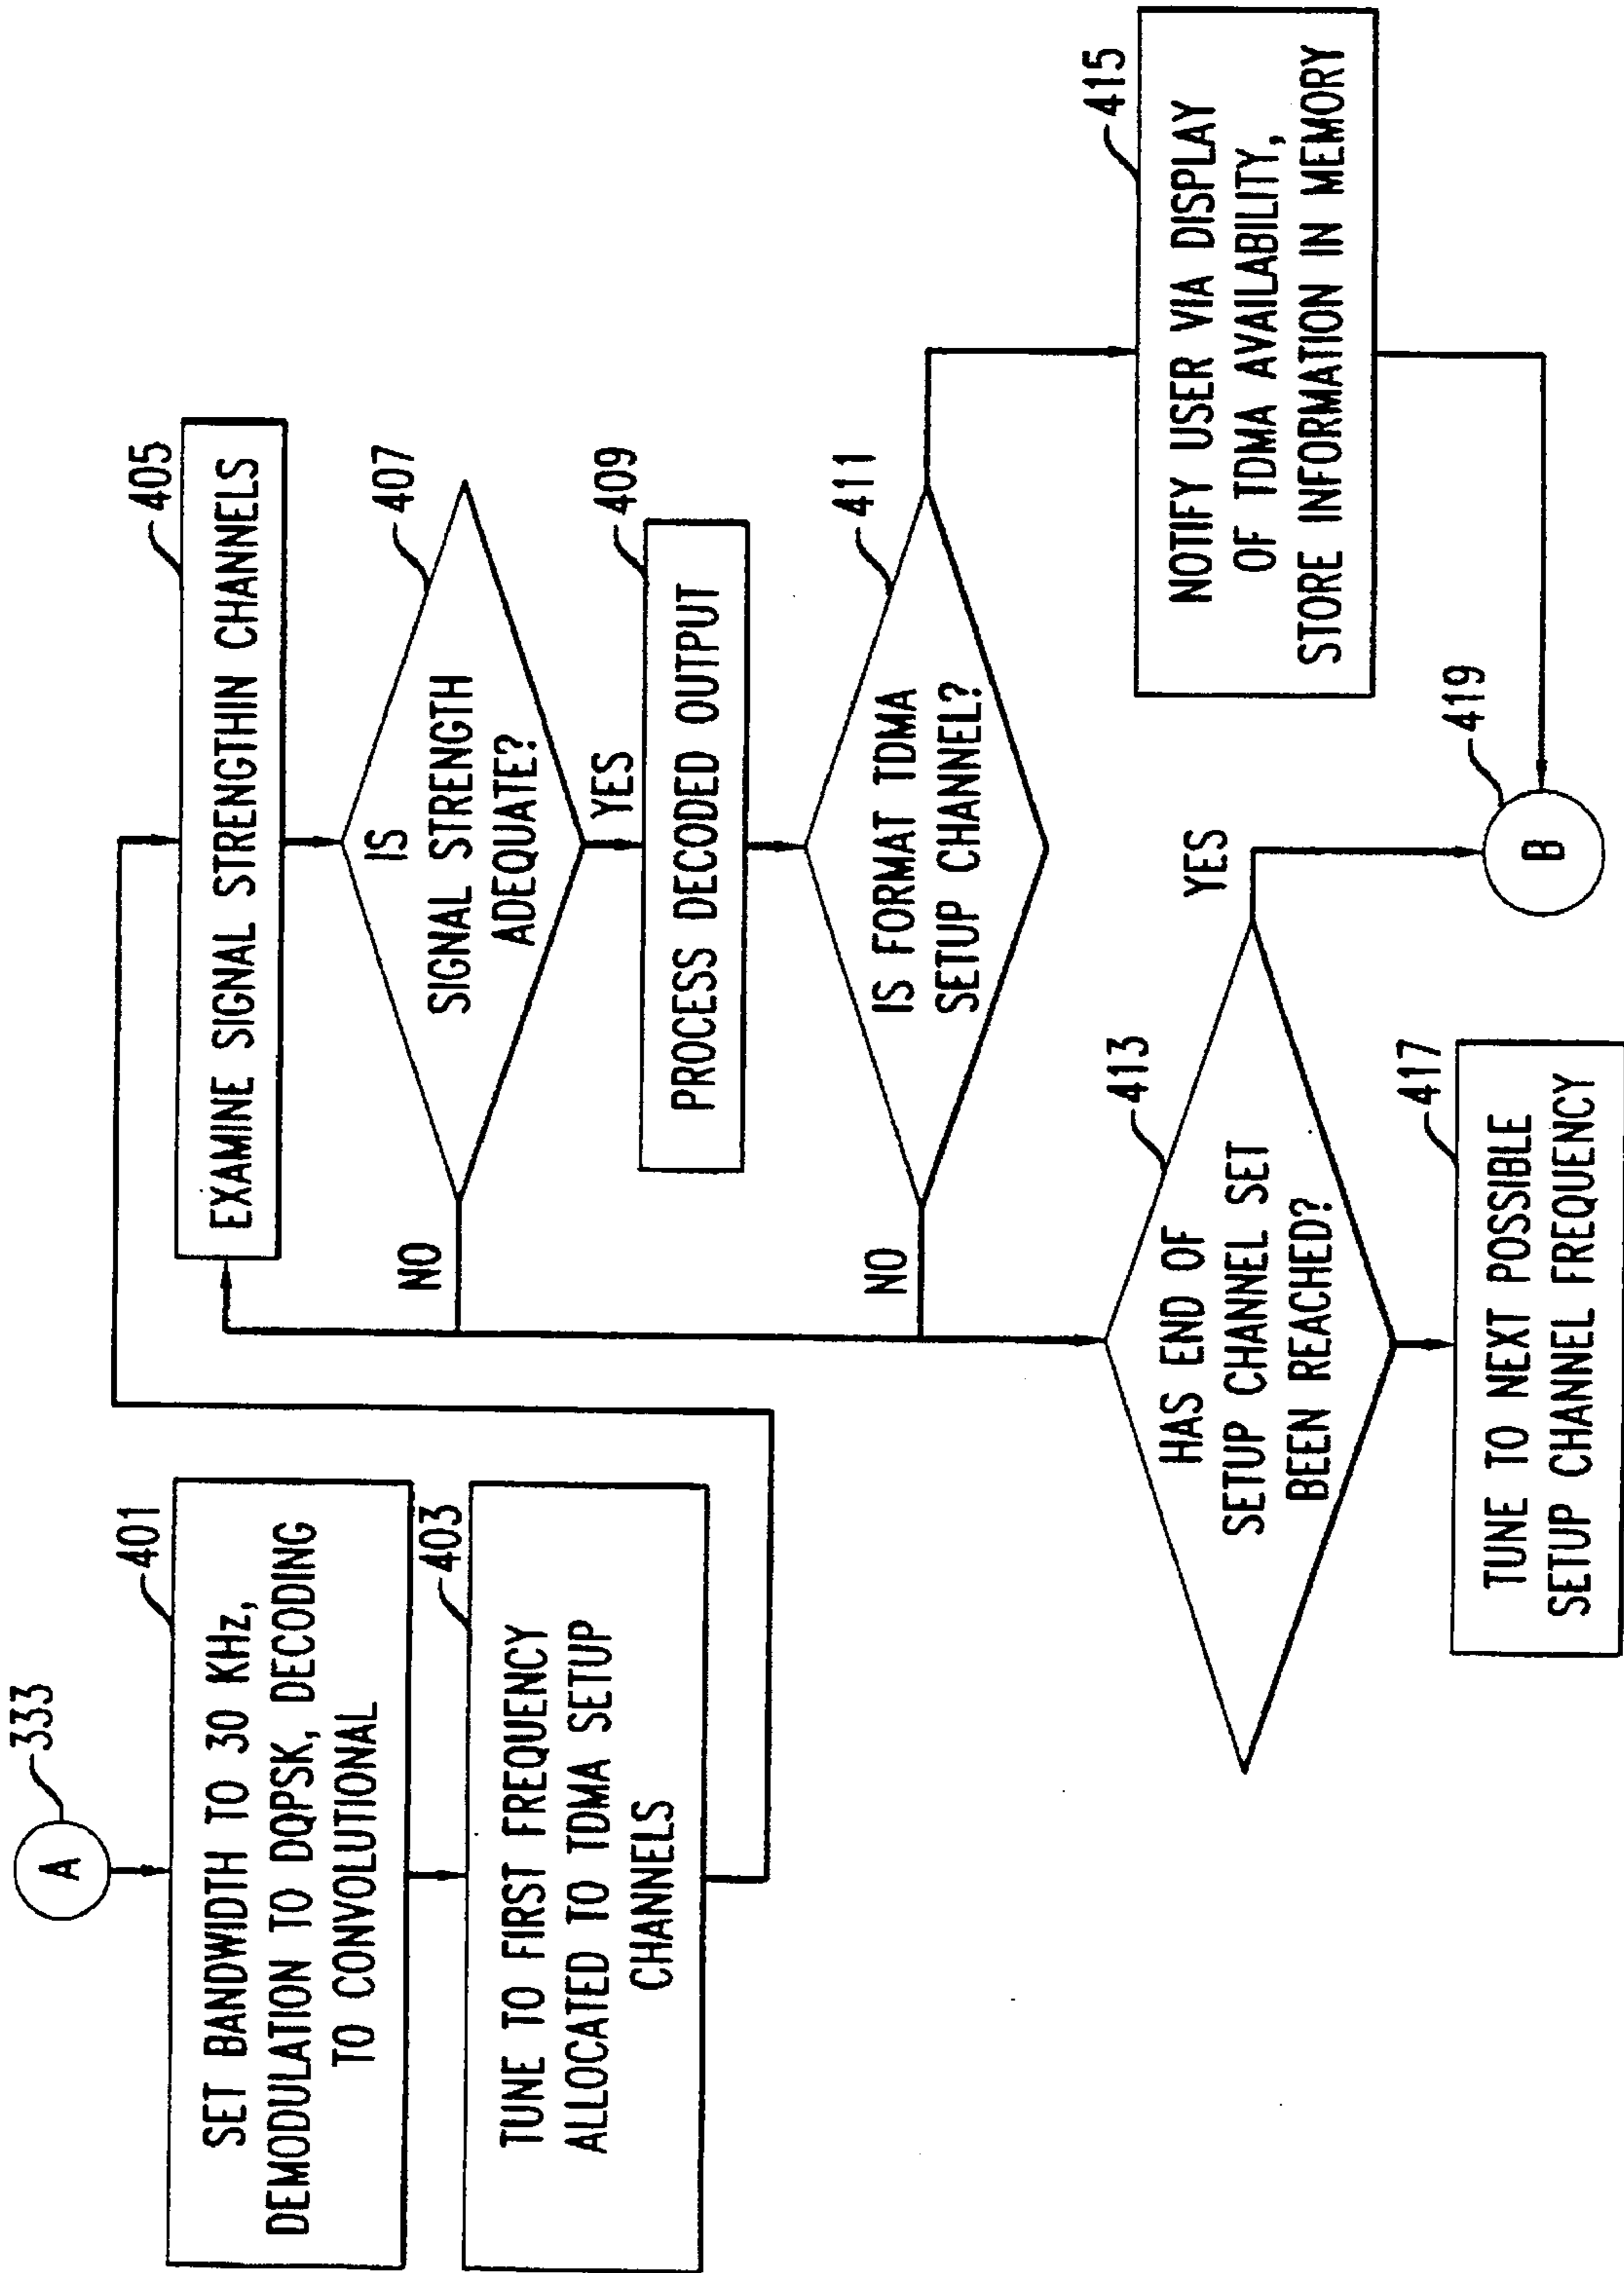 333
A
401
SET BANDWIDTH TO 30 KHz,
DEMODULATION TO DQPSK, DECODING
TO CONVOLUTIONAL
403
TUNE TO FIRST FREQUENCY
ALLOCATED TO TDMA SETUP
CHANNELS
405
EXAMINE SIGNAL STRENGTHIN CHANNELS
407
IS
SIGNAL STRENGTH
ADEQUATE?
NO
YES
409
PROCESS DECODED OUTPUT
411
IS FORMAT TDMA
SETUP CHANNEL?
NO
413
HAS END OF
SETUP CHANNEL SET
BEEN REACHED?
YES
415
NOTIFY USER VIA DISPLAY
OF TDMA AVAILABILITY,
STORE INFORMATION IN MEMORY
417
TUNE TO NEXT POSSIBLE
SETUP CHANNEL FREQUENCY
419
B